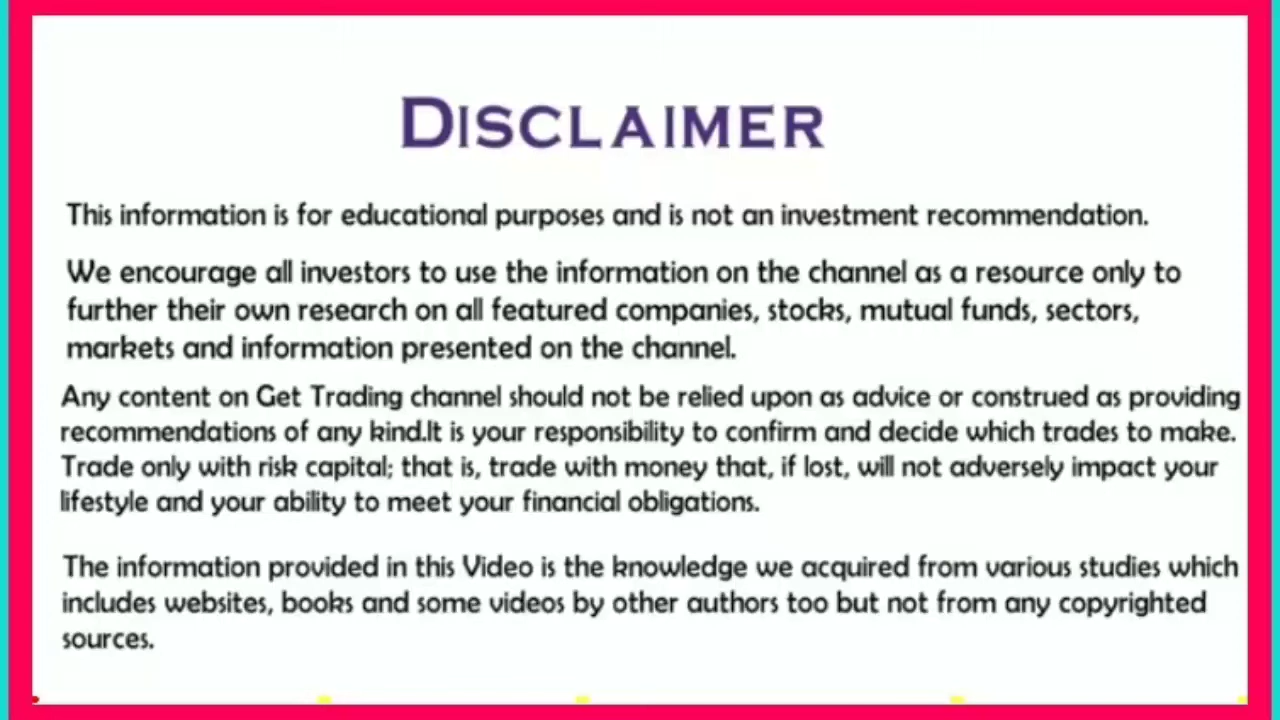 DISCLAIMER
This information is for educational purposes and is not an investment recommendation.
We encourage all investors to use the information on the channel as a resource only to
further their own research on all featured companies, stocks, mutual funds, sectors,
markets and information presented on the channel.
Any content on Get Trading channel should not be relied upon as advice or construed as providing
recommendations of any kind.It is your responsibility to confirm and decide which trades to make.
Trade only with risk capital; that is, trade with money that, if lost, will not adversely impact your
lifestyle and your ability to meet your financial obligations.
The information provided in this Video is the knowledge we acquired from various studies which
includes websites, books and some videos by other authors too but not from any copyrighted
sources.